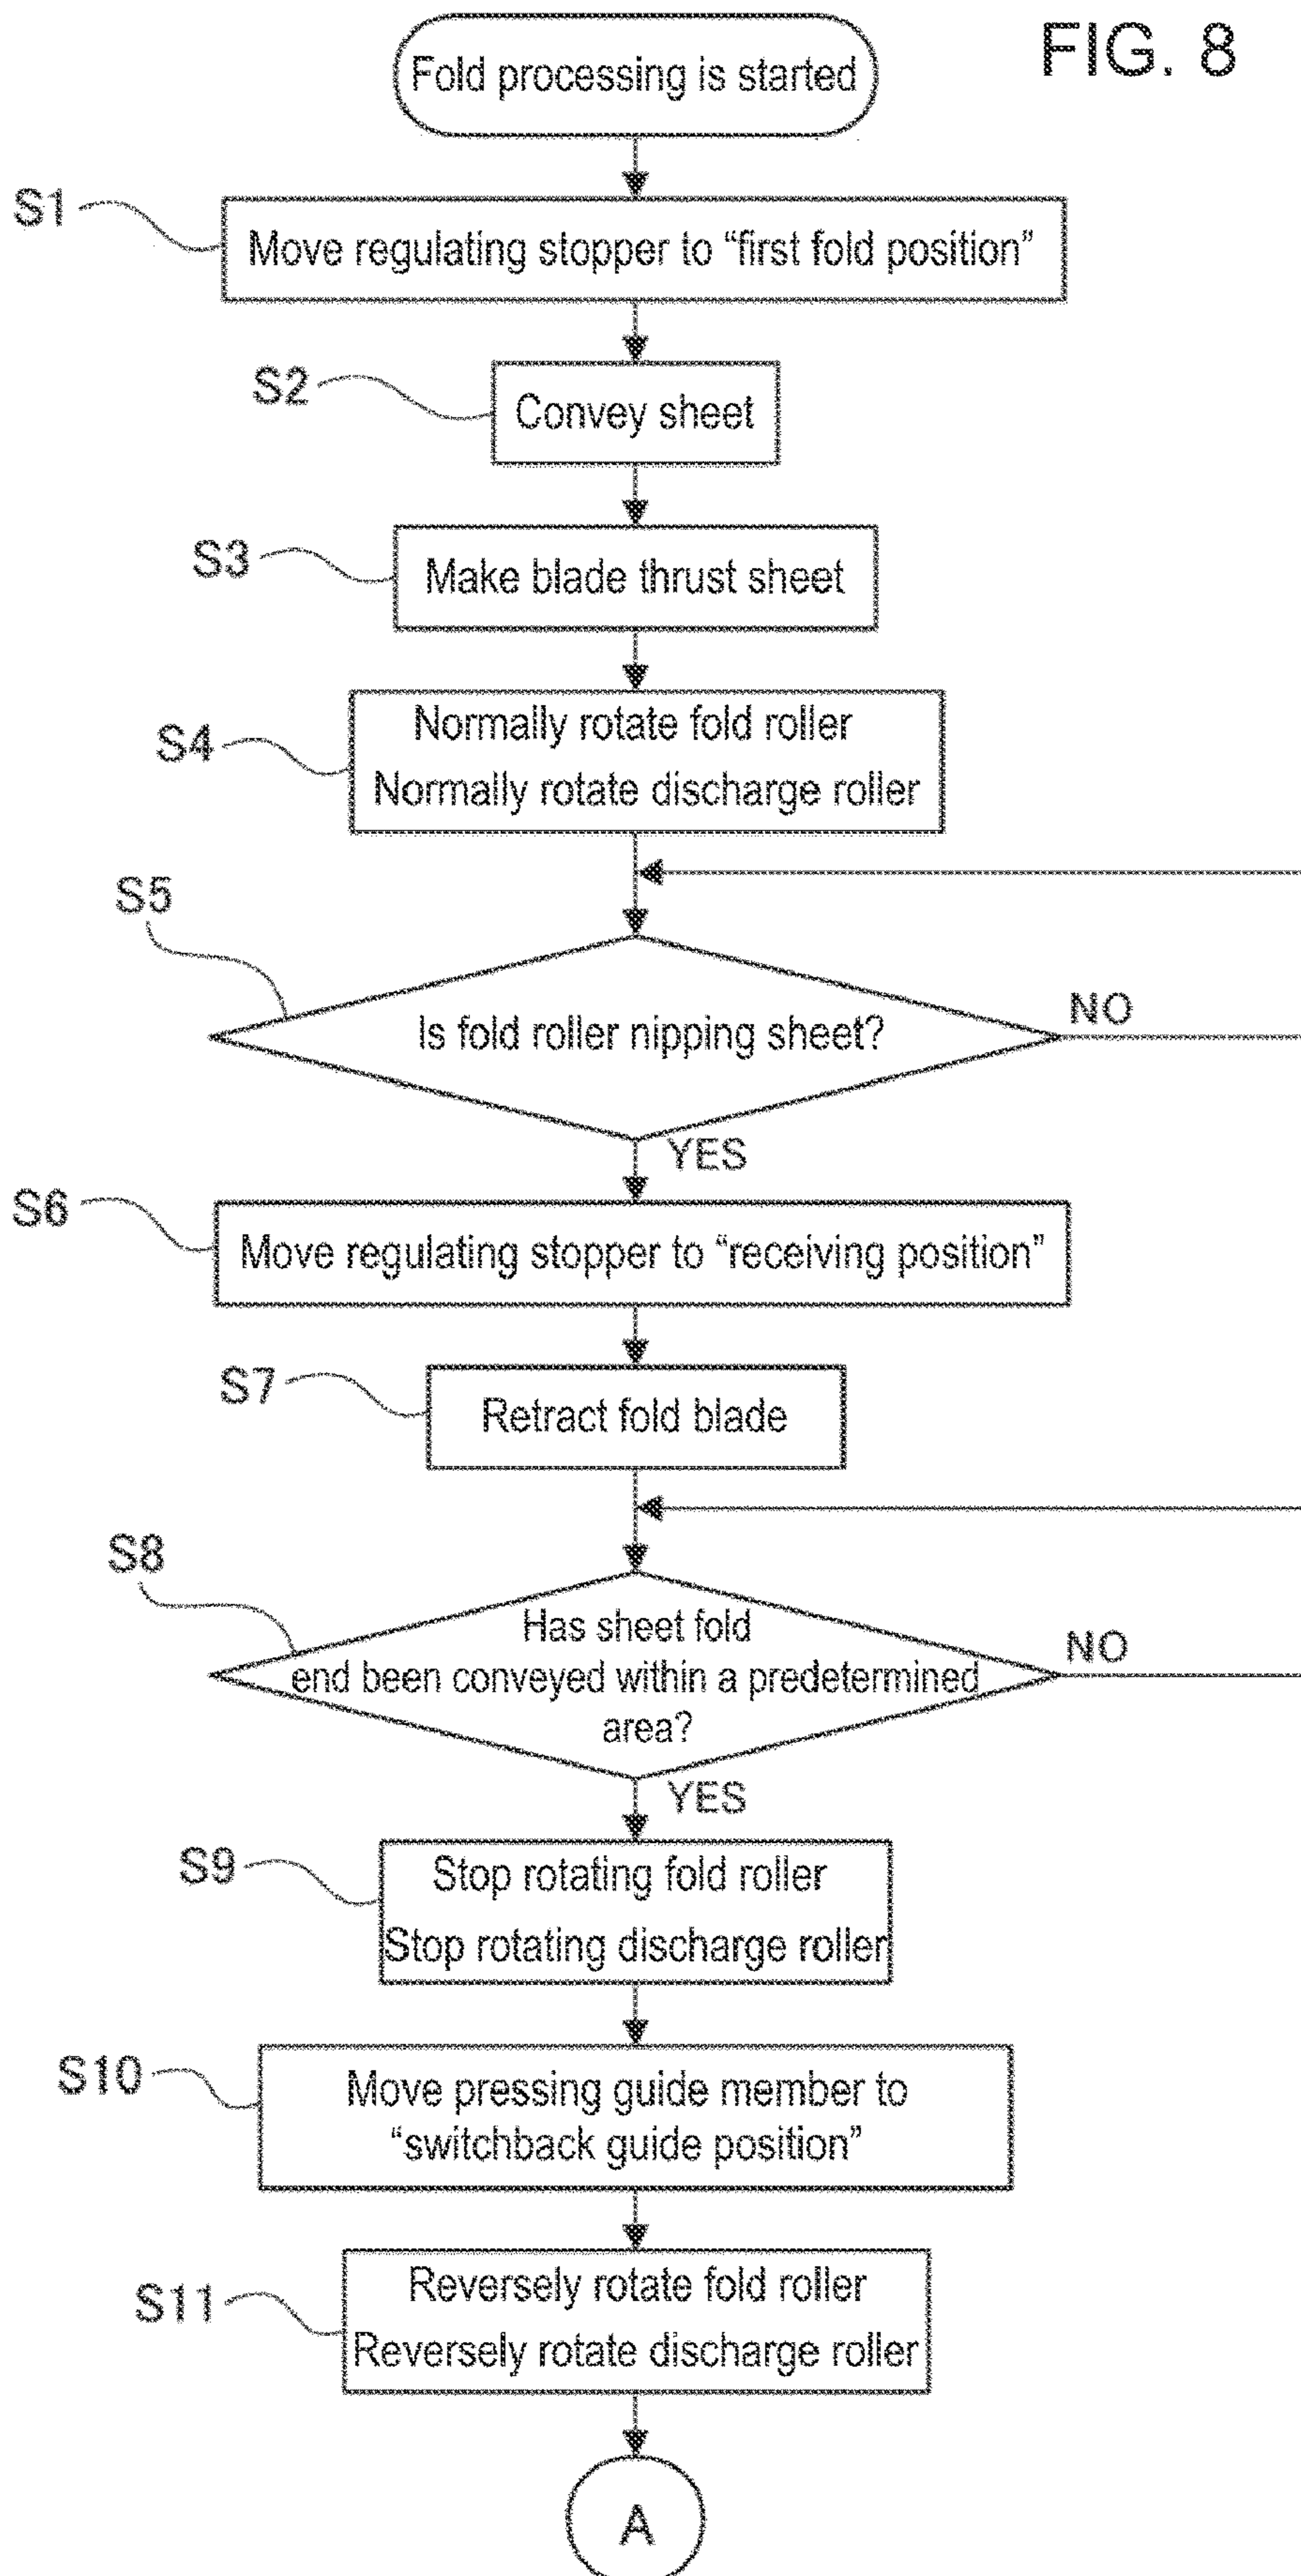 FIG. 8
Fold processing is started
S1
Move regulating stopper to “first fold position”
S2
Convey sheet
S3
Make blade thrust sheet
S4
Normally rotate fold roller
Normally rotate discharge roller
S5
Is fold roller nipping sheet?
NO
YES
S6
Move regulating stopper to “receiving position”
S7
Retract fold blade
S8
Has sheet fold
end been conveyed within a predetermined
area?
NO
YES
S9
Stop rotating fold roller
Stop rotating discharge roller
S10
Move pressing guide member to
“switchback guide position”
S11
Reversely rotate fold roller
Reversely rotate discharge roller
A